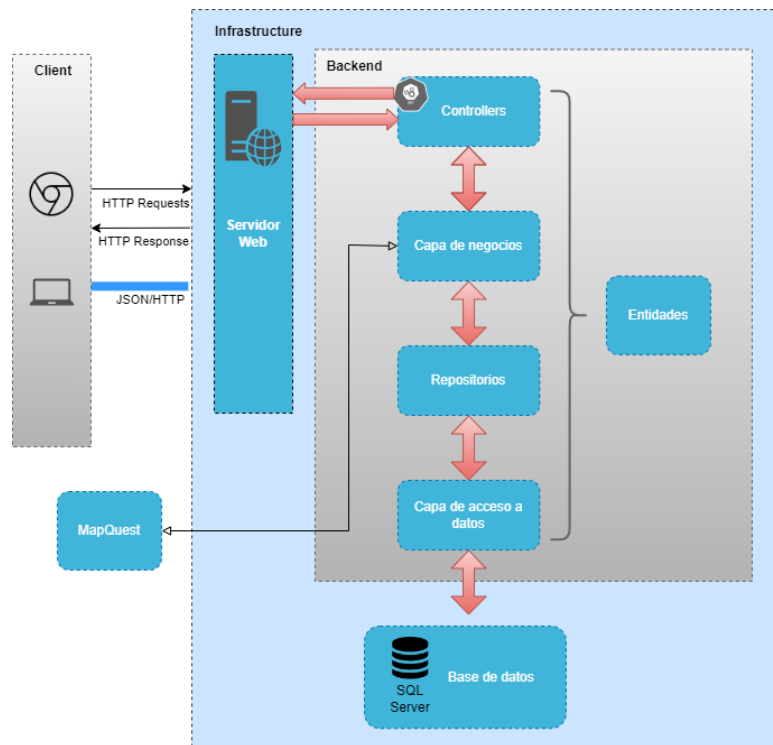 Infrastructure
Client
Backend
Controllers
HTTP Requests
Servidor
Web
HTTP Response
Capa de negocios
JSON/HTTP
Entidades
Repositorios
Capa de acceso a
datos
MapQuest
SQL
Server
Base de datos